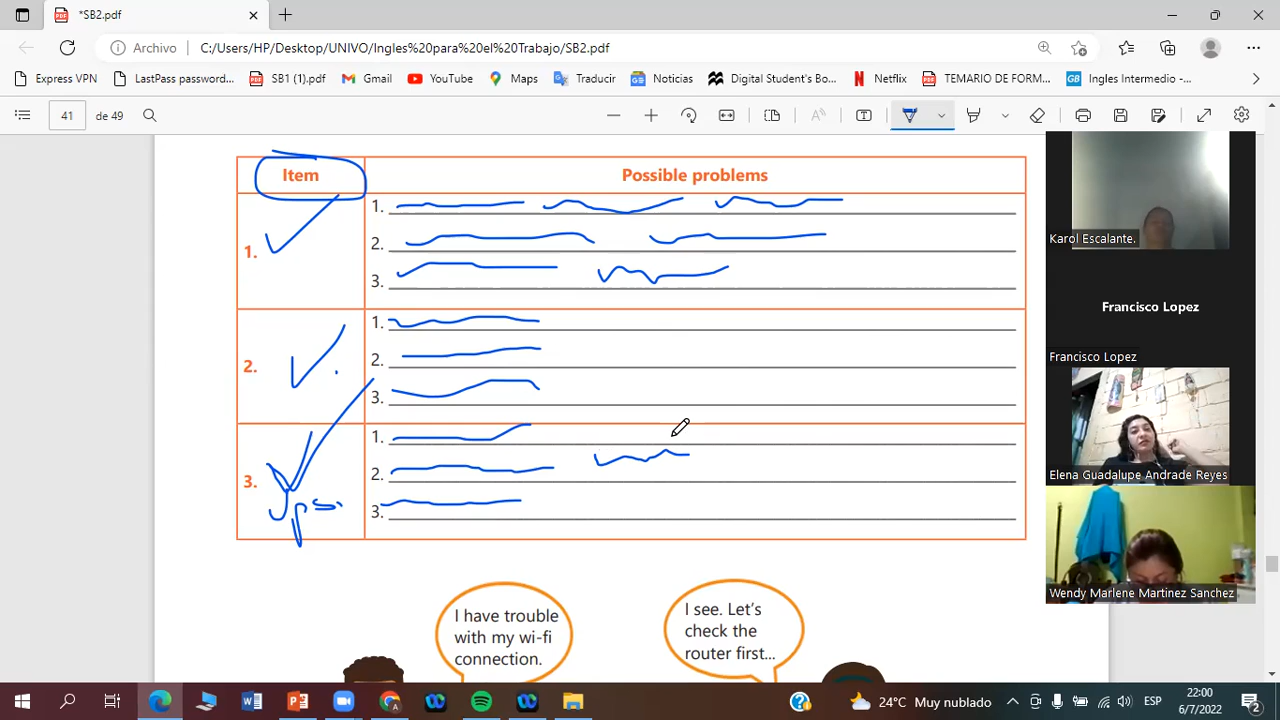 *SB2.pdf
Archivo C:/Users/HP/Desktop/UNIVO/Ingles%20para%20el%20Trabajo/SB2.pdf
Express VPN LastPass password... SB1 (1).pdf Gmail YouTube Maps Traducir Noticias Digital Student's Bo... Netflix TEMARIO DE FORM... Ingles Intermedio -...
41 de 49
Item Possible problems
1.
1.
2.
3.
2.
1.
2.
3.
3.
1.
2.
3.
I have trouble
with my wi-fi
connection.
I see. Let's
check the
router first...
Karol Escalante.
Francisco Lopez
Francisco Lopez
Elena Guadalupe Andrade Reyes
Wendy Marlene Martinez Sanchez
24°C Muy nublado ESP 22:00
6/7/2022 2